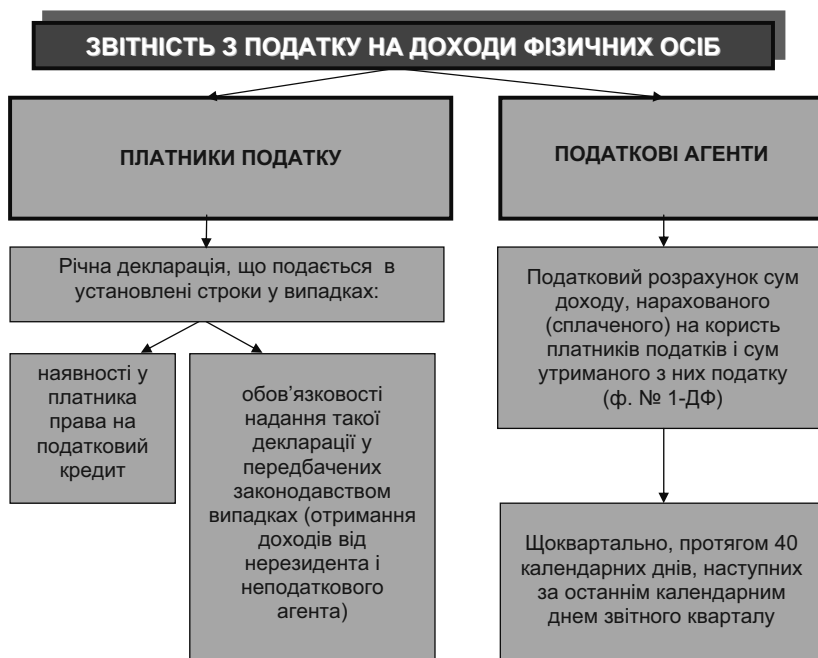 ЗВІТНІСТЬ З ПОДАТКУ НА ДОХОДИ ФІЗИЧНИХ ОСІБ
ПЛАТНИКИ ПОДАТКУ
Річна декларація, що подається в
установлені строки у випадках:
наявності у
платника
права на
податковий
кредит
обов’язковості
надання такої
декларації у
передбачених
законодавством
випадках (отримання
доходів від
нерезидента і
неподаткового
агента)
ПОДАТКОВІ АГЕНТИ
Податковий розрахунок сум
доходу, нарахованого
(сплаченого) на користь
платників податків і сум
утриманого з них податку
(ф. № 1-ДФ)
Щоквартально, протягом 40
календарних днів, наступних
за останнім календарним
днем звітного кварталу